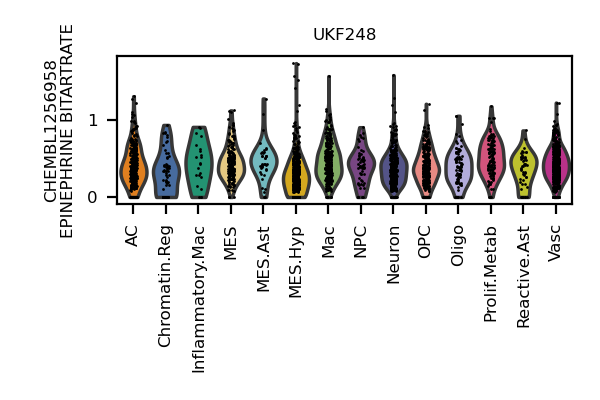 UKF248
CHEMBL1256958
EPINEPHRINE BITARTRATE
1
0
AC
Chromatin.Reg
Inflammatory.Mac
MES
MES.Ast
MES.Hyp
Mac
NPC
Neuron
OPC
Oligo
Prolif.Metab
Reactive.Ast
Vasc